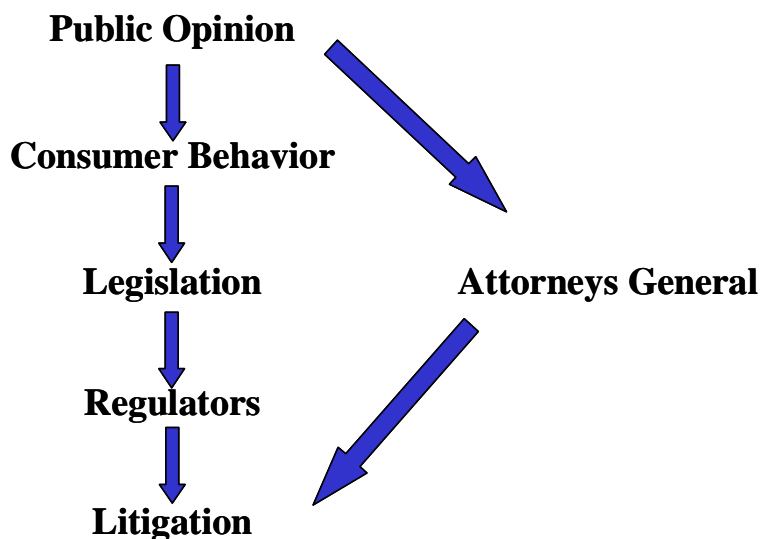 Public Opinion
Consumer Behavior
Legislation
Attorneys General
Regulators
Litigation